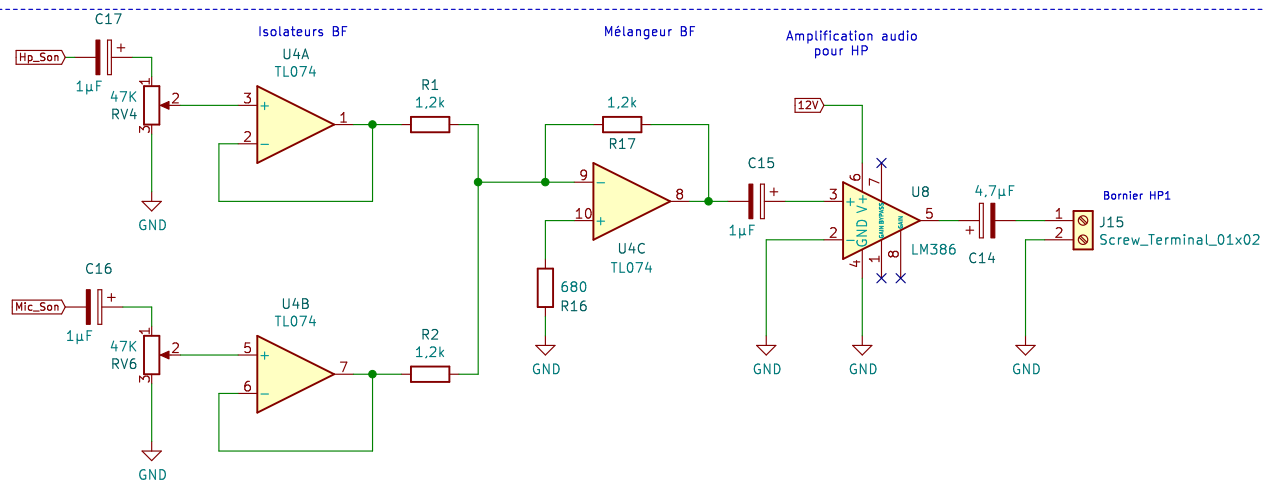 C17
Isolateurs BF
Mélangeur BF
Amplification audio
pour HP
Hp_Son
+
1µF
U4A
TL074
47K
RV4
1
2
3
3
+
2
−
1
R1
1,2k
GND
1,2k
R17
9
−
10
+
8
U4C
TL074
680
R16
GND
C15
+
1µF
12V
6
7
3
+
2
−
V+
GND
BYPASS
GAIN
GAIN
4
1
8
5
U8
LM386
GND
GND
4.7µF
+
C14
Bornier HP1
1
2
J15
Screw_Terminal_01x02
GND
C16
Mic_Son
+
1µF
U4B
TL074
47K
RV6
1
2
3
5
+
6
−
7
R2
1,2k
GND